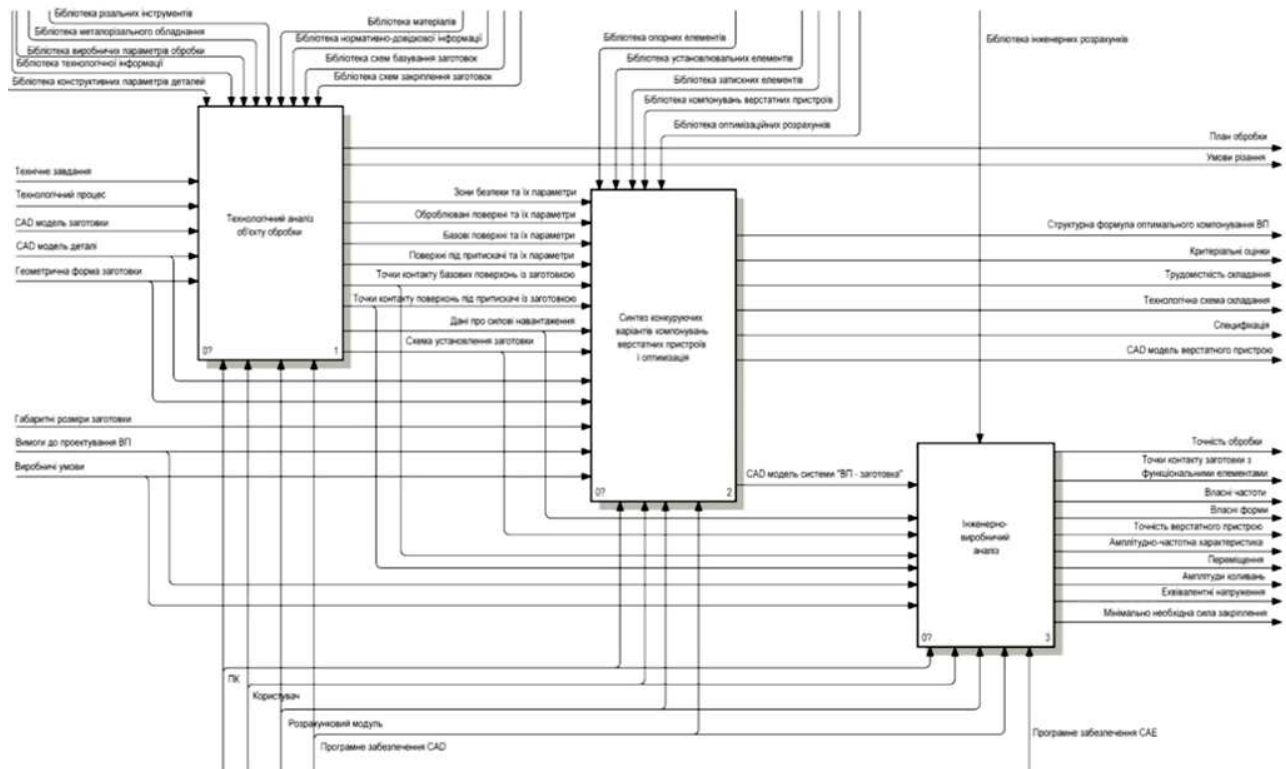 Бібліотека різальних інструментів
Бібліотека металорізального обладнання
Бібліотека виробничих параметрів обробки
Бібліотека технологічної інформації
Бібліотека конструктивних параметрів деталей
Бібліотека матеріалів
Бібліотека нормативно-довідкової інформації
Бібліотека схем базування заготовок
Бібліотека схем закріплення заготовок
Бібліотека опорних елементів
Бібліотека установлювальних елементів
Бібліотека затискних елементів
Бібліотека компонувань верстатних пристроїв
Бібліотека оптимізаційних розрахунків
Бібліотека інженерних розрахунків
Технічне завдання
Технологічний процес
CAD модель заготовки
CAD модель деталі
Геометрична форма заготовки
Габаритні розміри заготовки
Вимоги до проектування ВП
Виробничі умови
Технологічний аналіз
об'єкту обробки
0?
1
План обробки
Умови різання
Зони безпеки та їх параметри
Оброблювані поверхні та їх параметри
Базові поверхні та їх параметри
Поверхні під притискачі та їх параметри
Точки контакту базових поверхонь із заготовкою
Точки контакту поверхонь під притискачі із заготовкою
Дані про силові навантаження
Схема установлення заготовки
Синтез конкуруючих
варіантів компонувань
верстатних пристроїв
і оптимизація
0?
2
Структурна формула оптимального компонування ВП
Критеріальні оцінки
Трудомісткість складання
Технологічна схема складання
Специфікація
CAD модель верстатного пристрою
CAD модель системи "ВП - заготовка"
Інженерно-
виробничий
аналіз
0?
3
Точність обробки
Точки контакту заготовки з
функціональними елементами
Власні частоти
Власні форми
Точність верстатного пристрою
Амплітудно-частотна характеристика
Переміщення
Амплітуди коливань
Еквівалентні напруження
Мінімально необхідна сила закріплення
ПК
Користувач
Розрахунковий модуль
Програмне забезпечення CAD
Програмне забезпечення CAE